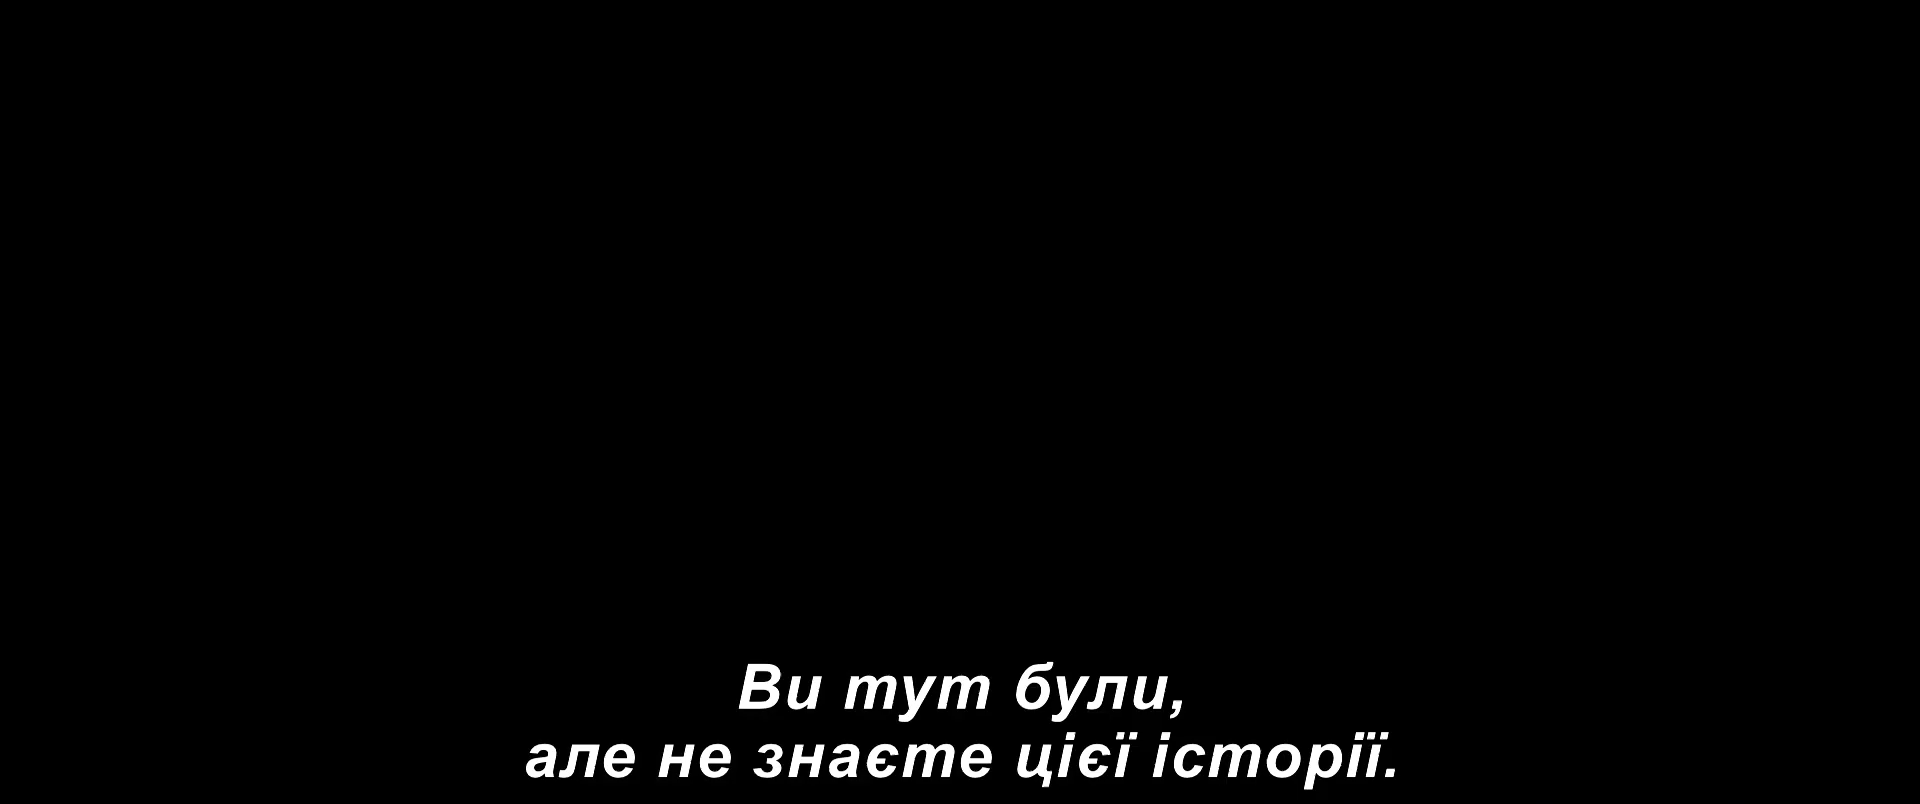 Ви тут були,
але не знаєте цієї історії.